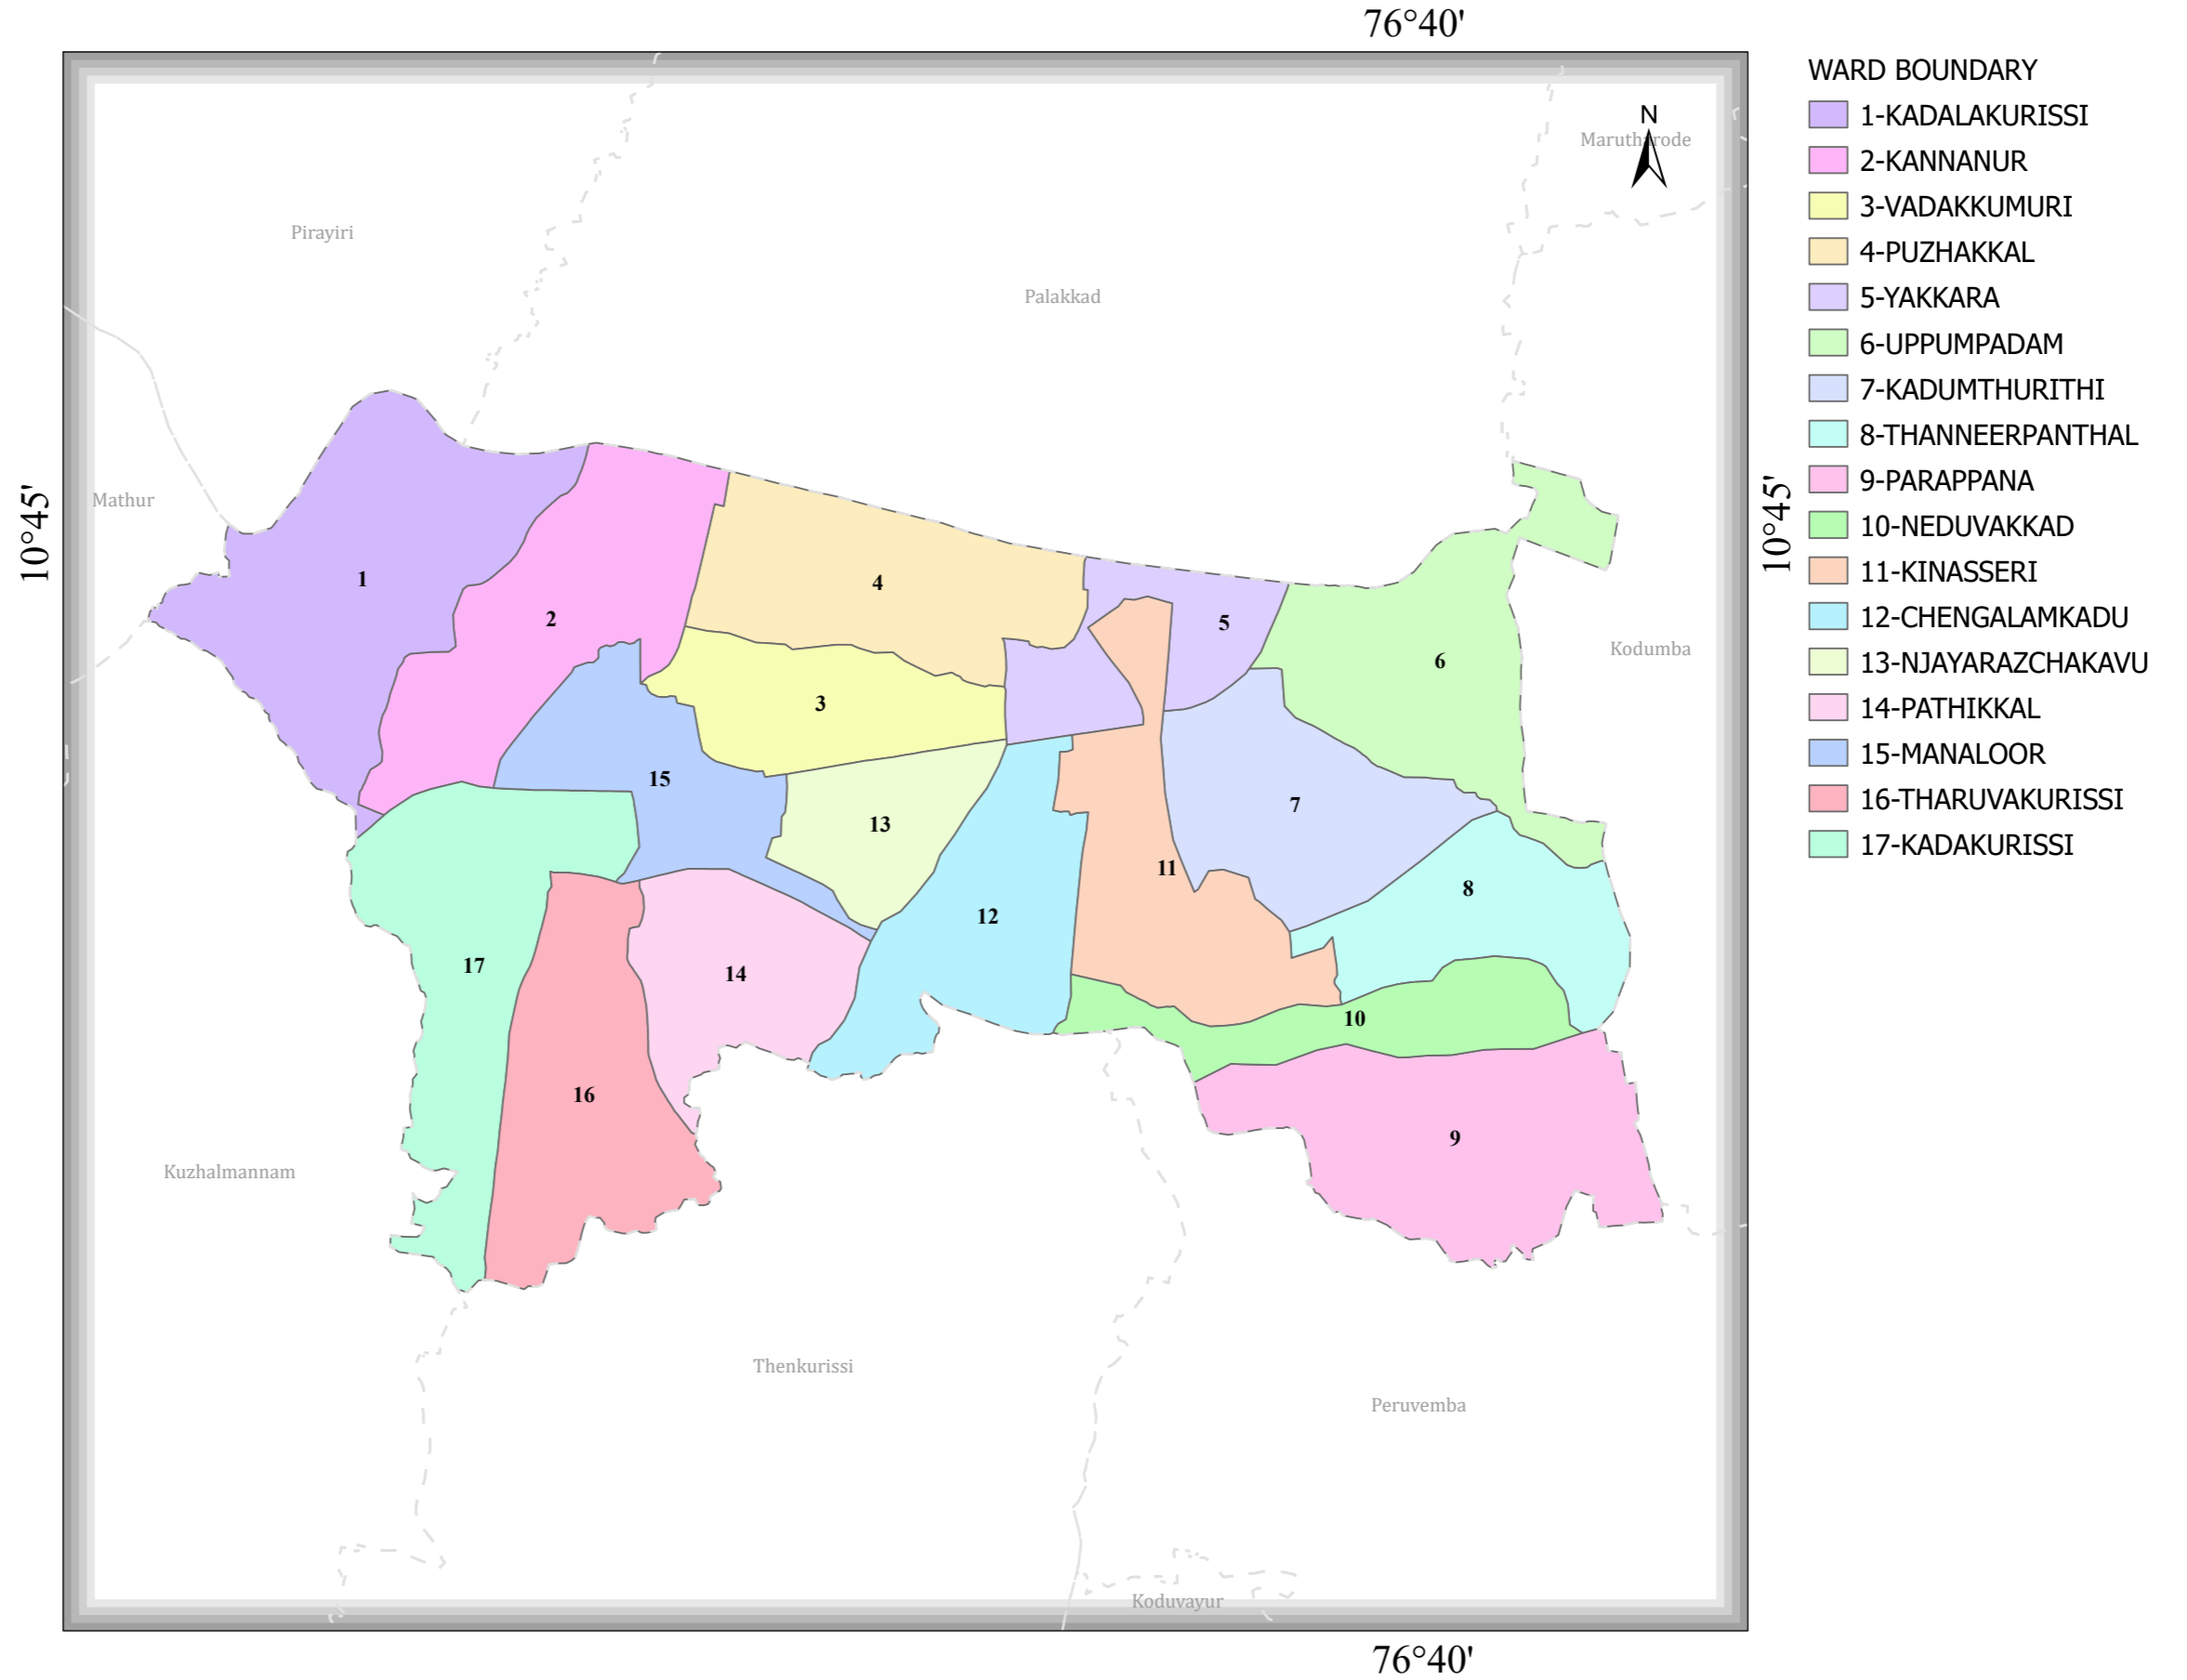 76°40'
WARD BOUNDARY
1-KADALAKURISSI
2-KANNANUR
3-VADAKKUMURI
4-PUZHAKKAL
5-YAKKARA
6-UPPUMPADAM
7-KADUMTHURITHI
8-THANNEERPANTHAL
9-PARAPPANA
10-NEDUVAKKAD
11-KINASSERI
12-CHENGALAMKADU
13-NJAYARAZCHAKAVU
14-PATHIKKAL
15-MANALOOR
16-THARUVAKURISSI
17-KADAKURISSI
N
Marutharode
Pirayiri
Palakkad
Mathur
10°45'
10°45'
Kodumba
1
2
4
5
6
3
15
13
7
11
8
12
17
14
10
16
9
Kuzhalmannam
Thenkurissi
Peruvemba
Koduvayur
76°40'